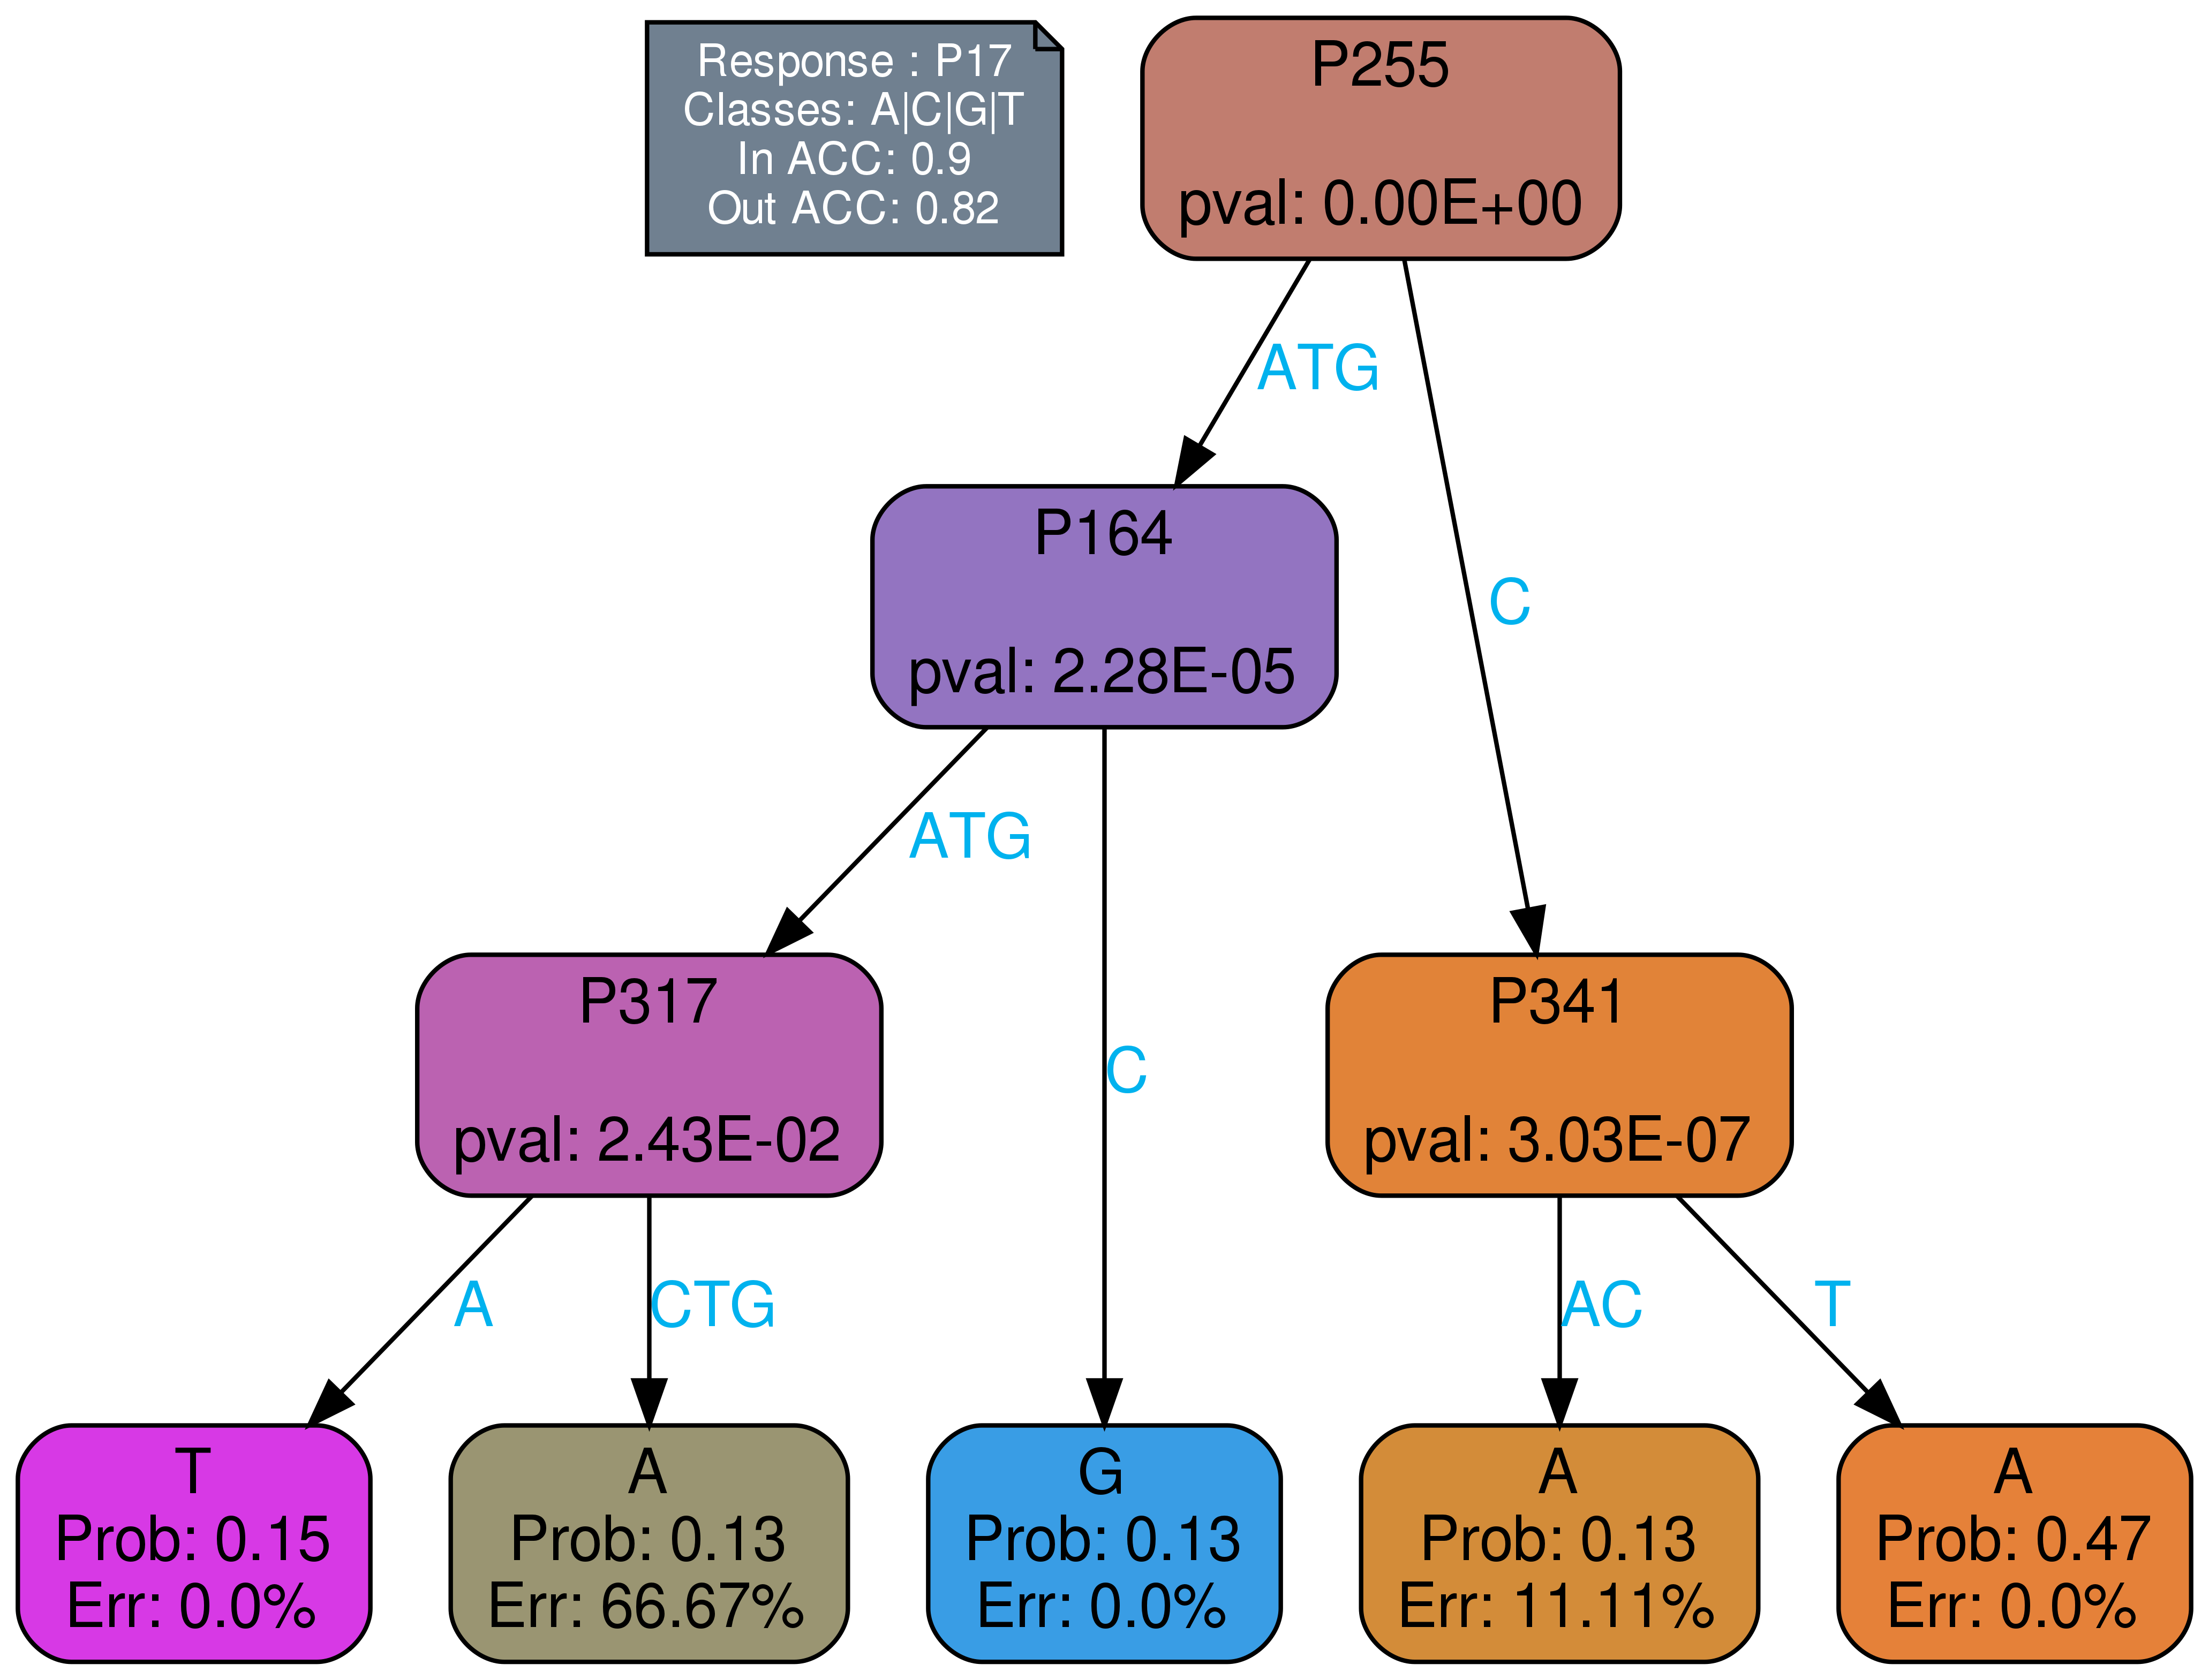 Response : P17
Classes: A|C|G|T
In ACC: 0.9
Out ACC: 0.82
P255
pval: 0.00E+00
ATG
C
P164
pval: 2.28E-05
ATG
C
P317
pval: 2.43E-02
P341
pval: 3.03E-07
A
CTG
AC
T
T
Prob: 0.15
Err: 0.0%
A
Prob: 0.13
Err: 66.67%
G
Prob: 0.13
Err: 0.0%
A
Prob: 0.13
Err: 11.11%
A
Prob: 0.47
Err: 0.0%